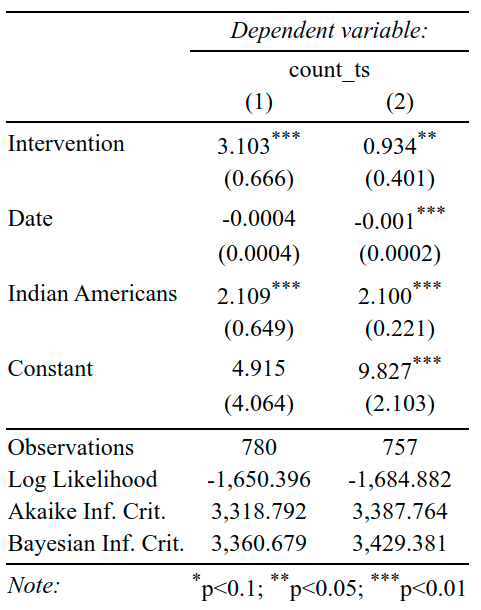 Dependent variable:
count_ts
(1) (2)
Intervention 3.103*** 0.934**
(0.666) (0.401)
Date -0.0004 -0.001***
(0.0004) (0.0002)
Indian Americans 2.109*** 2.100***
(0.649) (0.221)
Constant 4.915 9.827***
(4.064) (2.103)
Observations 780 757
Log Likelihood -1,650.396 -1,684.882
Akaike Inf. Crit. 3,318.792 3,387.764
Bayesian Inf. Crit. 3,360.679 3,429.381
Note: *p<0.1; **p<0.05; ***p<0.01